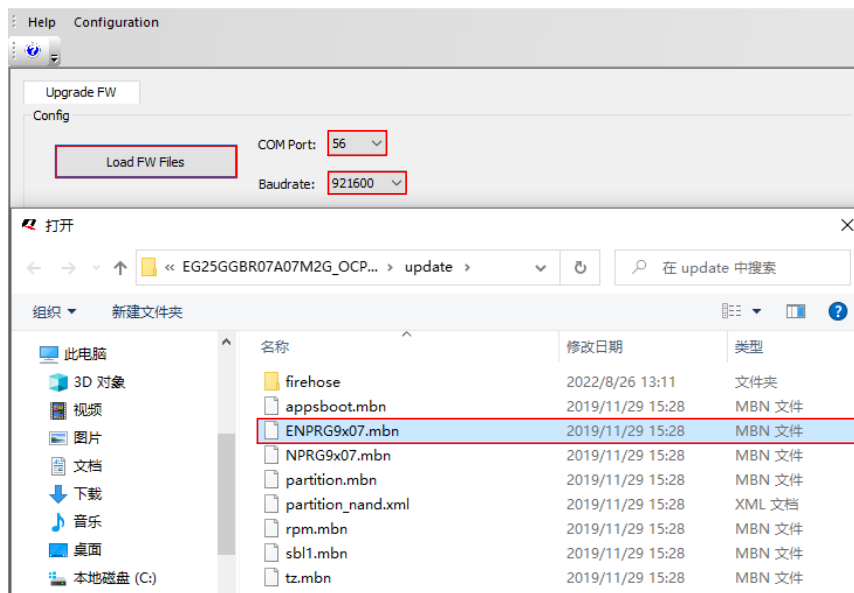 Help Configuration
Upgrade FW
Config
Load FW Files
COM Port: 56
Baudrate: 921600
打开
« EG25GGBR07A07M2G_OCP... › update ›
在 update 中搜索
组织 新建文件夹
名称 修改日期 类型
此电脑
3D 对象
视频
图片
文档
下载
音乐
桌面
本地磁盘 (C:)
firehose 2022/8/26 13:11 文件夹
appsboot.mbn 2019/11/29 15:28 MBN 文件
ENPRG9x07.mbn 2019/11/29 15:28 MBN 文件
NPRG9x07.mbn 2019/11/29 15:28 MBN 文件
partition.mbn 2019/11/29 15:28 MBN 文件
partition_nand.xml 2019/11/29 15:28 XML 文档
rpm.mbn 2019/11/29 15:28 MBN 文件
sbl1.mbn 2019/11/29 15:28 MBN 文件
tz.mbn 2019/11/29 15:28 MBN 文件